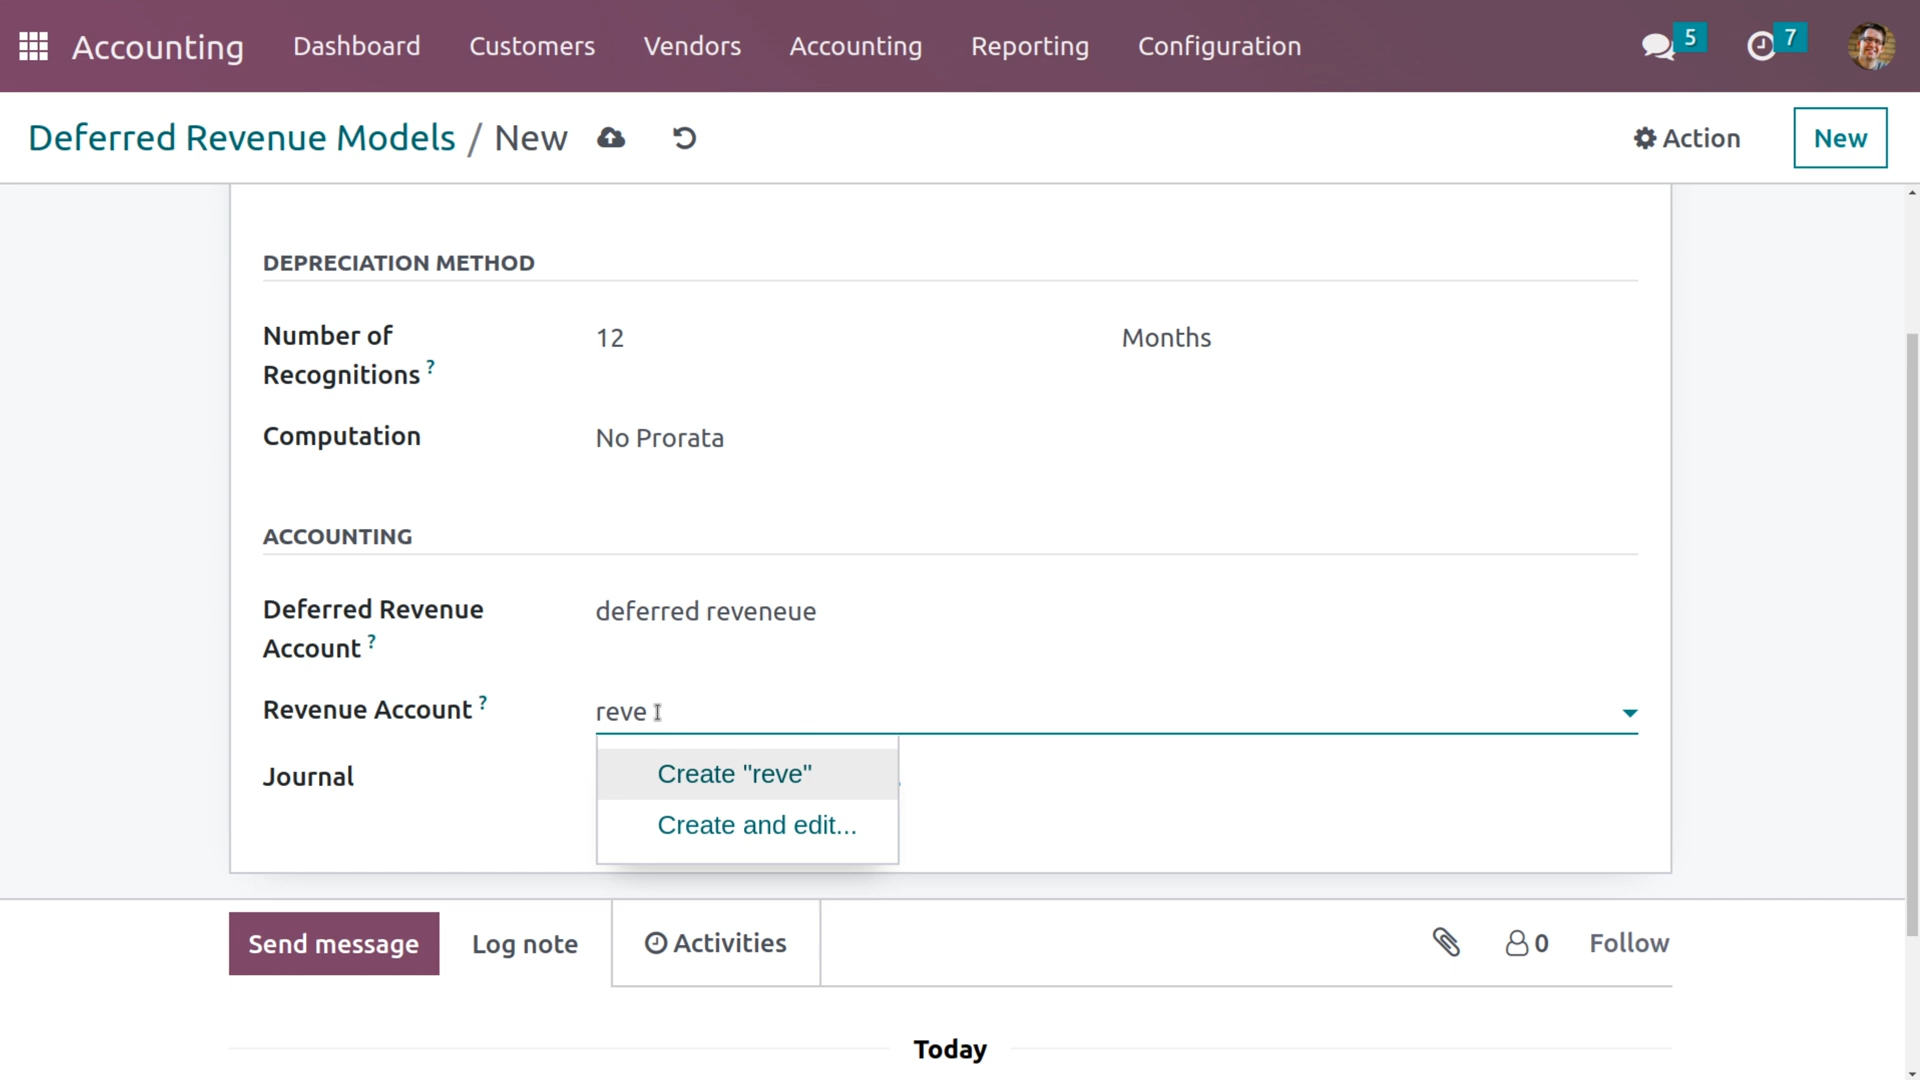 Accounting Dashboard Customers Vendors Accounting Reporting Configuration 5 7
Deferred Revenue Models / New Action New
DEPRECIATION METHOD
Number of Recognitions ? 12 Months
Computation No Prorata
ACCOUNTING
Deferred Revenue Account ? deferred reveneue
Revenue Account ? reve
Journal
Create "reve"
Create and edit...
Send message Log note Activities 0 Follow
Today